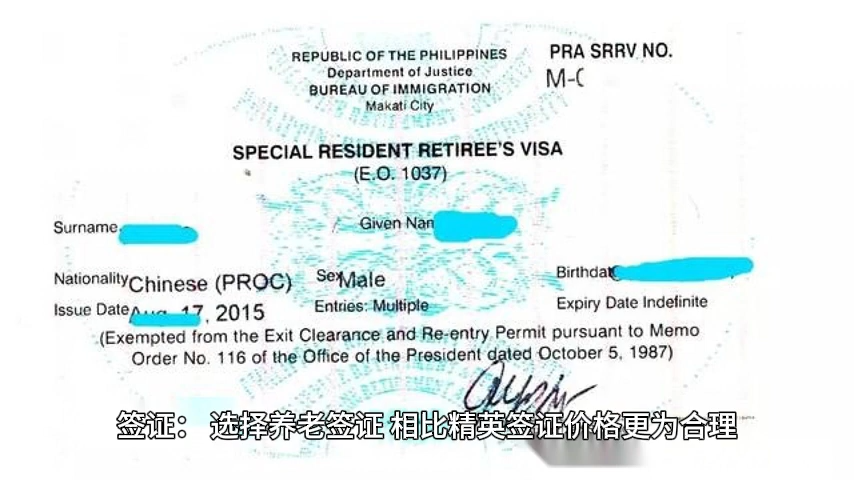 REPUBLIC OF THE PHILIPPINES
Department of Justice
BUREAU OF IMMIGRATION
Makati City
PRA SRRV NO.
M-
SPECIAL RESIDENT RETIREE'S VISA
(E.O. 1037)
Surname
Given Nam
Nationality Chinese (PROC) Sex Male Birthdat
Issue Date Aug. 17, 2015 Entries: Multiple Expiry Date Indefinite
(Exempted from the Exit Clearance and Re-entry Permit pursuant to Memo
Order No. 116 of the Office of the President dated October 5, 1987)
签证： 选择养老签证 相比精英签证价格更为合理